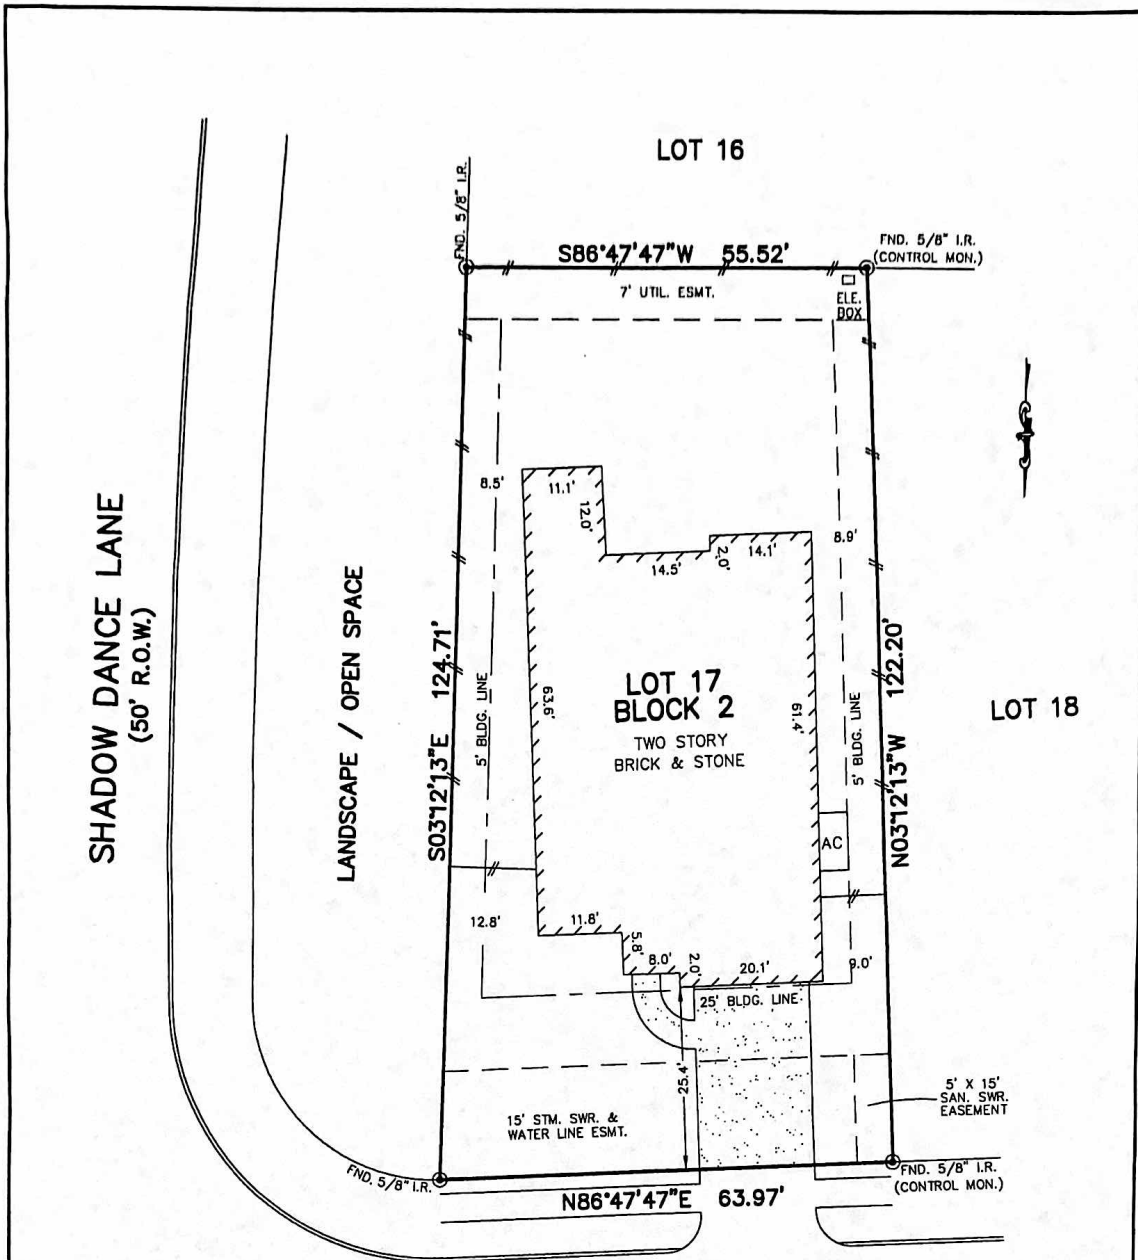 LOT 16
FND. 5/8" I.R.
S86°47'47"W 55.52'
FND. 5/8" I.R.
(CONTROL MON.)
7' UTIL. ESMT.
ELE.
BOX
SHADOW DANCE LANE
(50' R.O.W.)
LANDSCAPE / OPEN SPACE
S03°12'13"E 124.71'
5' BLDG. LINE
8.5'
11.1'
12.0'
14.5'
2.0'
14.1'
8.9'
63.6'
LOT 17
BLOCK 2
TWO STORY
BRICK & STONE
61.4'
5' BLDG. LINE
N03°12'13"W 122.20'
LOT 18
AC
12.8'
11.8'
5.8'
8.0'
2.0'
20.1'
9.0'
25' BLDG. LINE
25.4'
15' STM. SWR. &
WATER LINE ESMT.
5' X 15'
SAN. SWR.
EASEMENT
FND. 5/8" I.R.
N86°47'47"E 63.97'
FND. 5/8" I.R.
(CONTROL MON.)